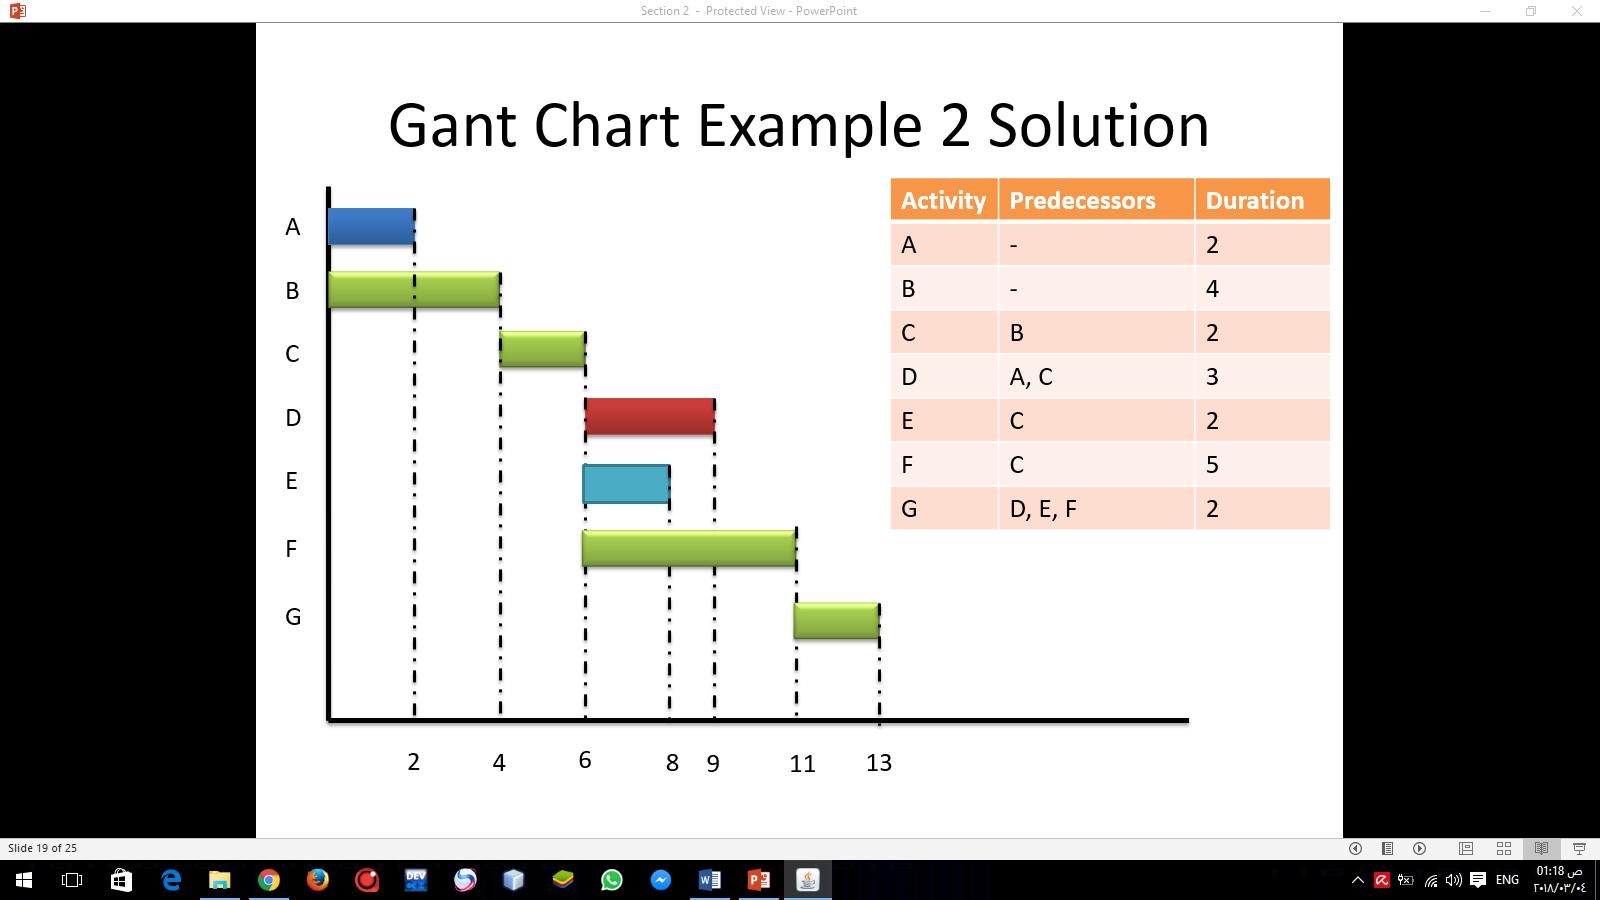 Section 2 - Protected View - PowerPoint
Gant Chart Example 2 Solution
Activity Predecessors Duration
A - 2
B - 4
C B 2
D A, C 3
E C 2
F C 5
G D, E, F 2
A
B
C
D
E
F
G
2 4 6 8 9 11 13
Slide 19 of 25
DEV
ENG
01:18 ص
٢٠١٨/٠٣/٠٤